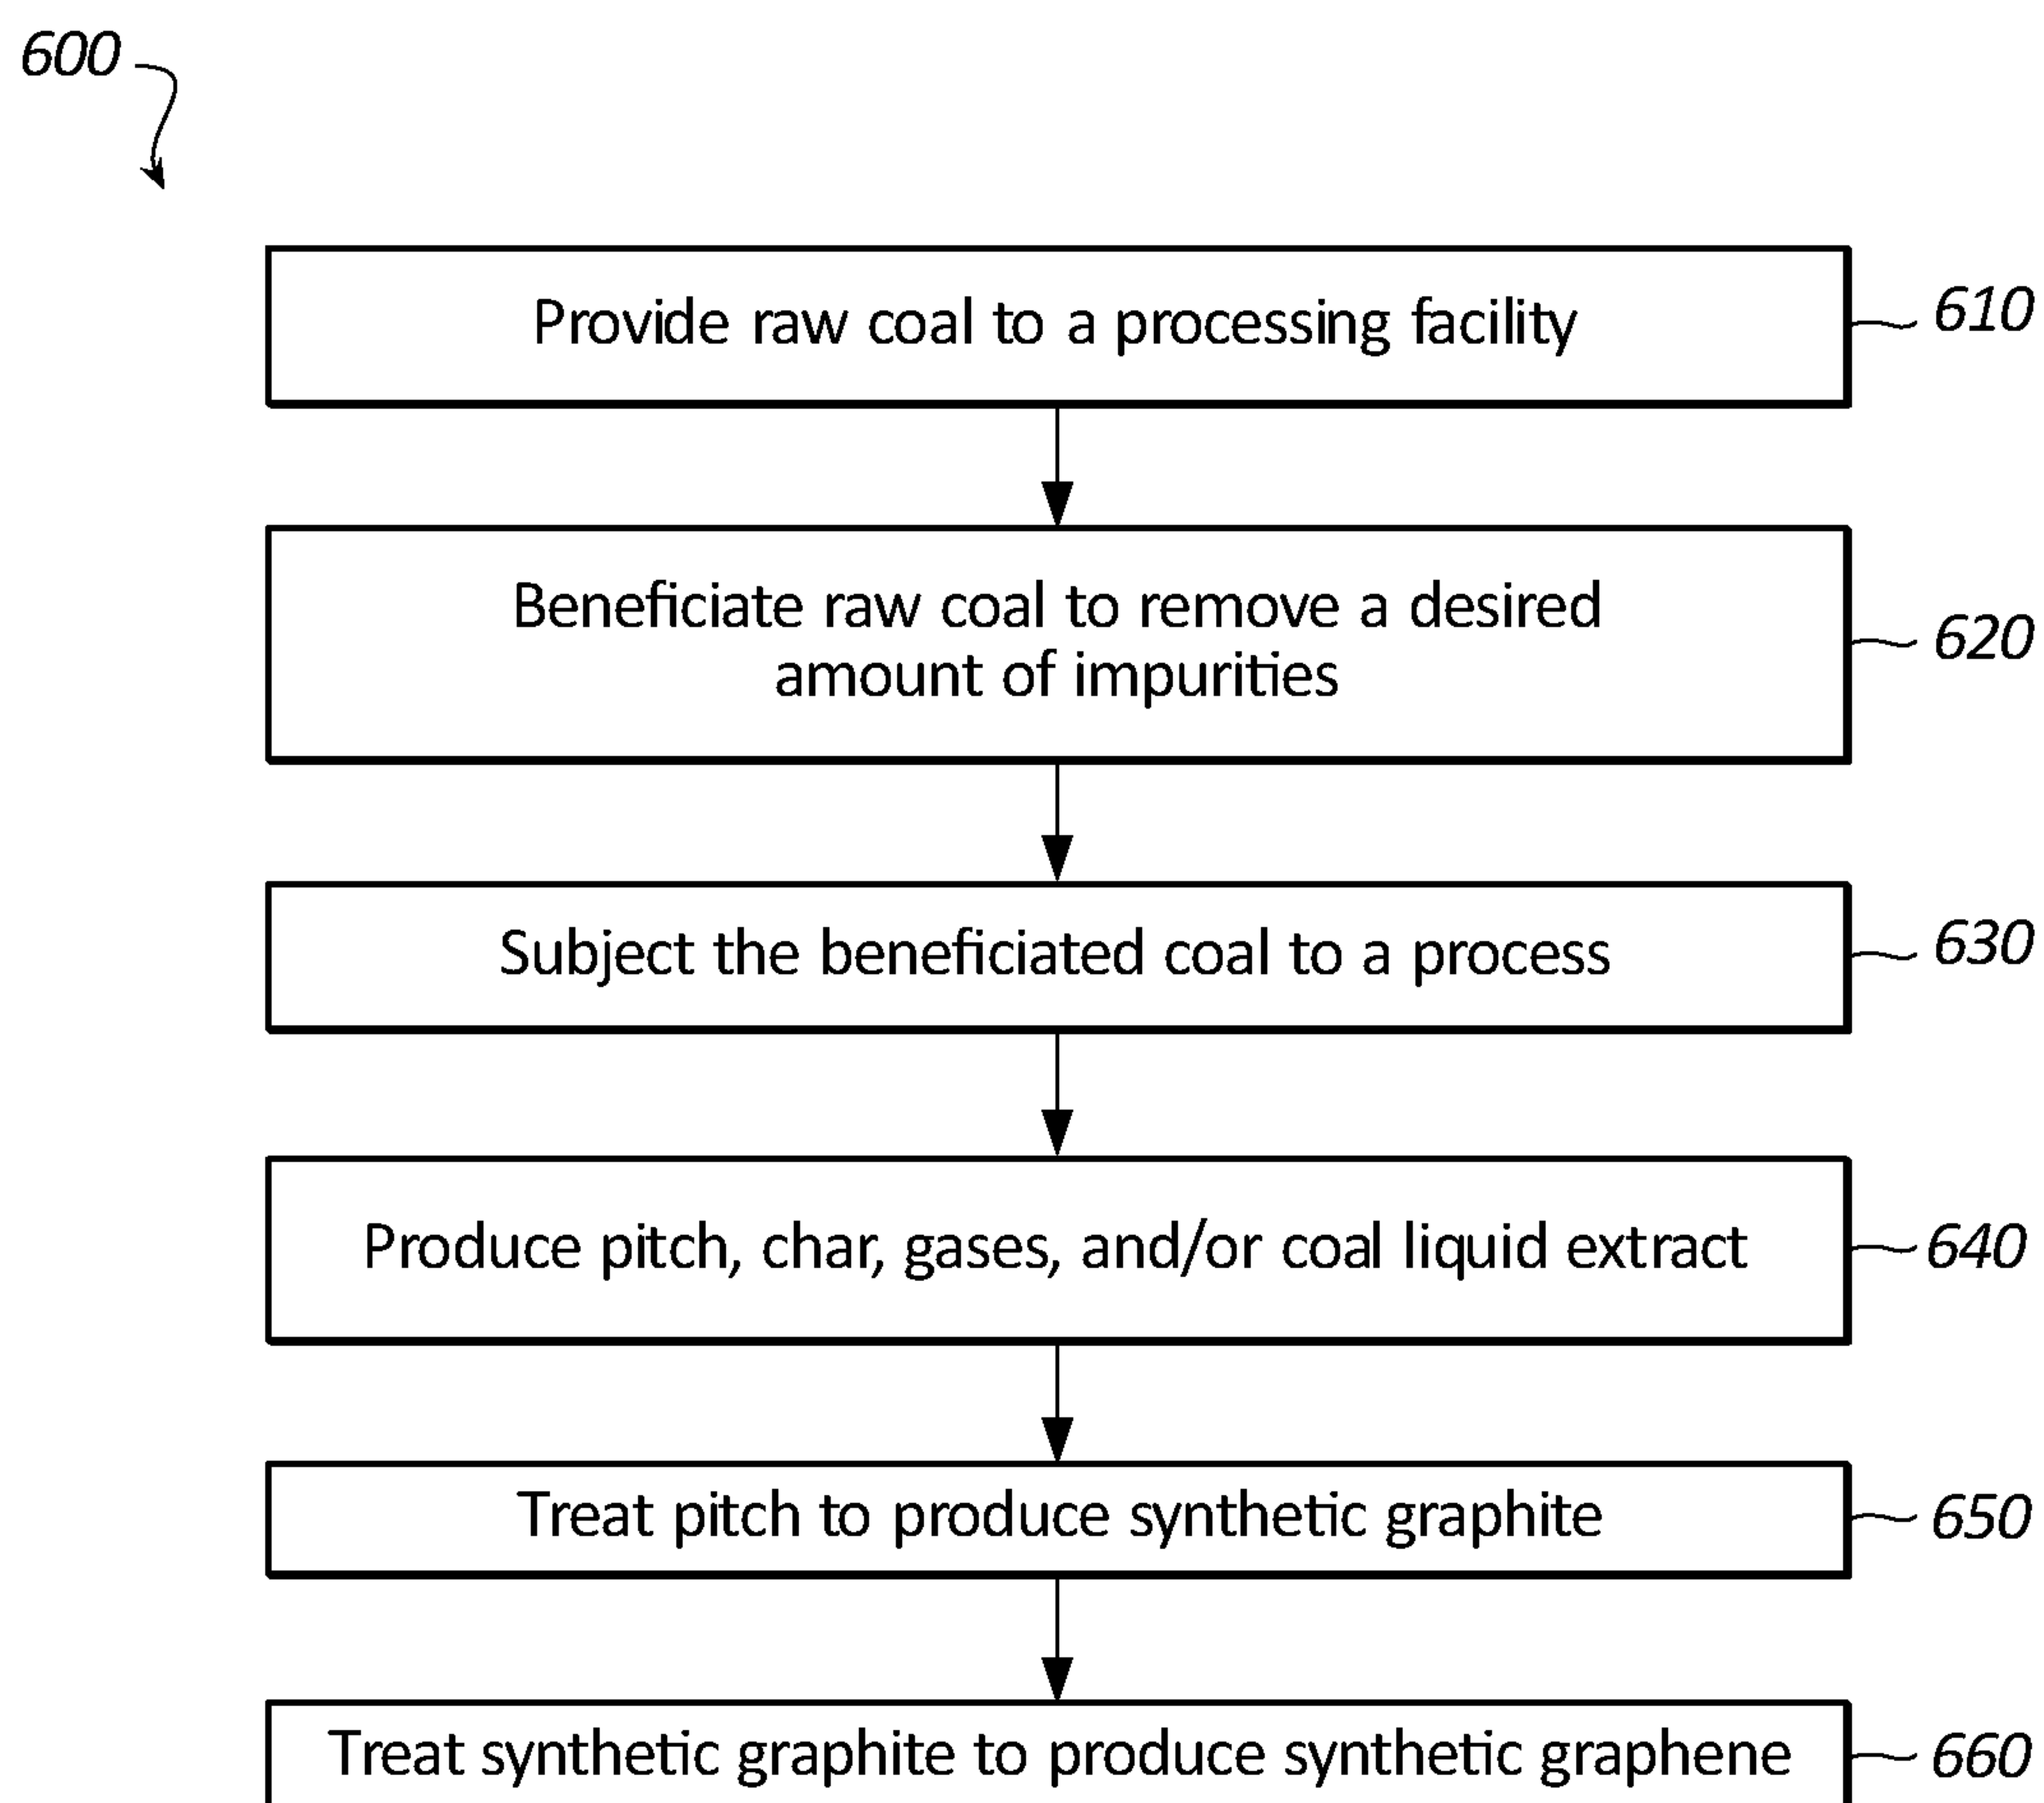 600
Provide raw coal to a processing facility
610
Beneficiate raw coal to remove a desired
amount of impurities
620
Subject the beneficiated coal to a process
630
Produce pitch, char, gases, and/or coal liquid extract
640
Treat pitch to produce synthetic graphite
650
Treat synthetic graphite to produce synthetic graphene
660